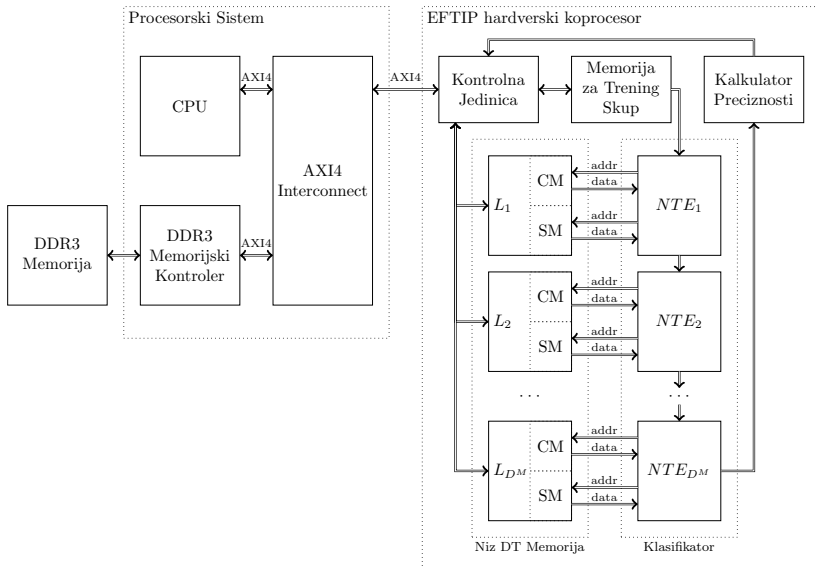 Procesorski Sistem
EFTIP hardverski koprocesor
CPU
AXI4
AXI4
Interconnect
AXI4
Kontrolna
Jedinica
Memorija
za Trening
Skup
Kalkulator
Preciznosti
DDR3
Memorija
DDR3
Memorijski
Kontroler
AXI4
L1
CM
SM
addr
data
addr
data
NTE1
L2
CM
SM
addr
data
addr
data
NTE2
...
...
LDM
CM
SM
addr
data
addr
data
NTEDM
Niz DT Memorija
Klasifikator